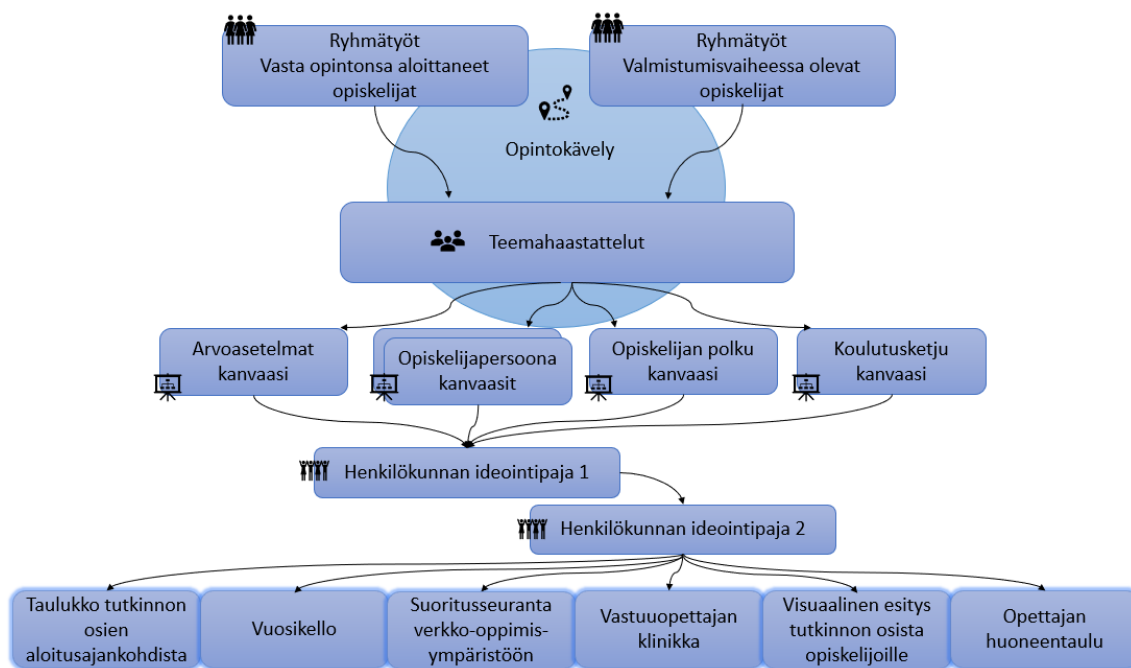 Ryhmätyöt
Vasta opintonsa aloittaneet
opiskelijat
Ryhmätyöt
Valmistumisvaiheessa olevat
opiskelijat
Opintokävely
Teemahaastattelut
Arvoasetelmat
kanvaasi
Opiskelijapersoona
kanvaasit
Opiskelijan polku
kanvaasi
Koulutusketju
kanvaasi
Henkilökunnan ideointipaja 1
Henkilökunnan ideointipaja 2
Taulukko tutkinnon
osien
aloitusajankohdista
Vuosikello
Suoritusseuranta
verkko-oppimis-
ympäristöön
Vastuuopettajan
klinikka
Visuaalinen esitys
tutkinnon osista
opiskelijoille
Opettajan
huoneentaulu